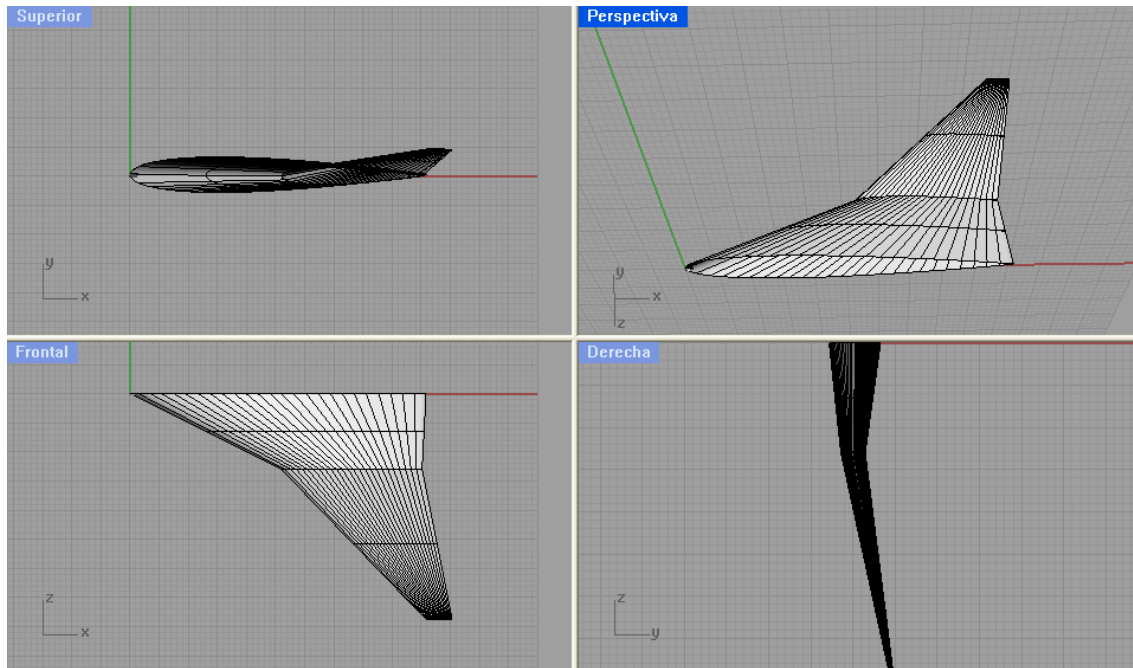 Superior
y
x
Perspectiva
y
x
z
Frontal
z
x
Derecha
z
y